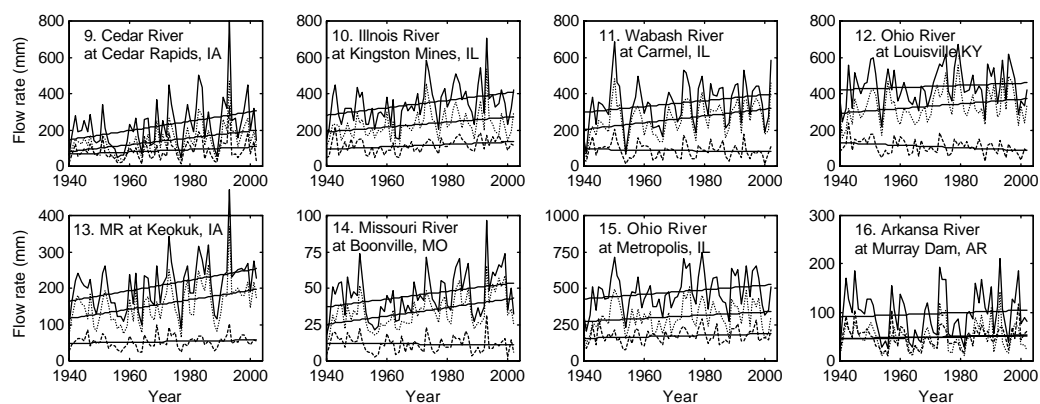 Flow rate (mm)
800
600
400
200
0
9. Cedar River
at Cedar Rapids, IA
1940 1960 1980 2000
800
600
400
200
0
10. Illinois River
at Kingston Mines, IL
1940 1960 1980 2000
800
600
400
200
0
11. Wabash River
at Carmel, IL
1940 1960 1980 2000
800
600
400
200
0
12. Ohio River
at Louisville KY
1940 1960 1980 2000
Flow rate (mm)
400
300
200
100
0
13. MR at Keokuk, IA
1940 1960 1980 2000
Year
100
75
50
25
0
14. Missouri River
at Boonville, MO
1940 1960 1980 2000
Year
1000
750
500
250
0
15. Ohio River
at Metropolis, IL
1940 1960 1980 2000
Year
300
200
100
0
16. Arkansa River
at Murray Dam, AR
1940 1960 1980 2000
Year